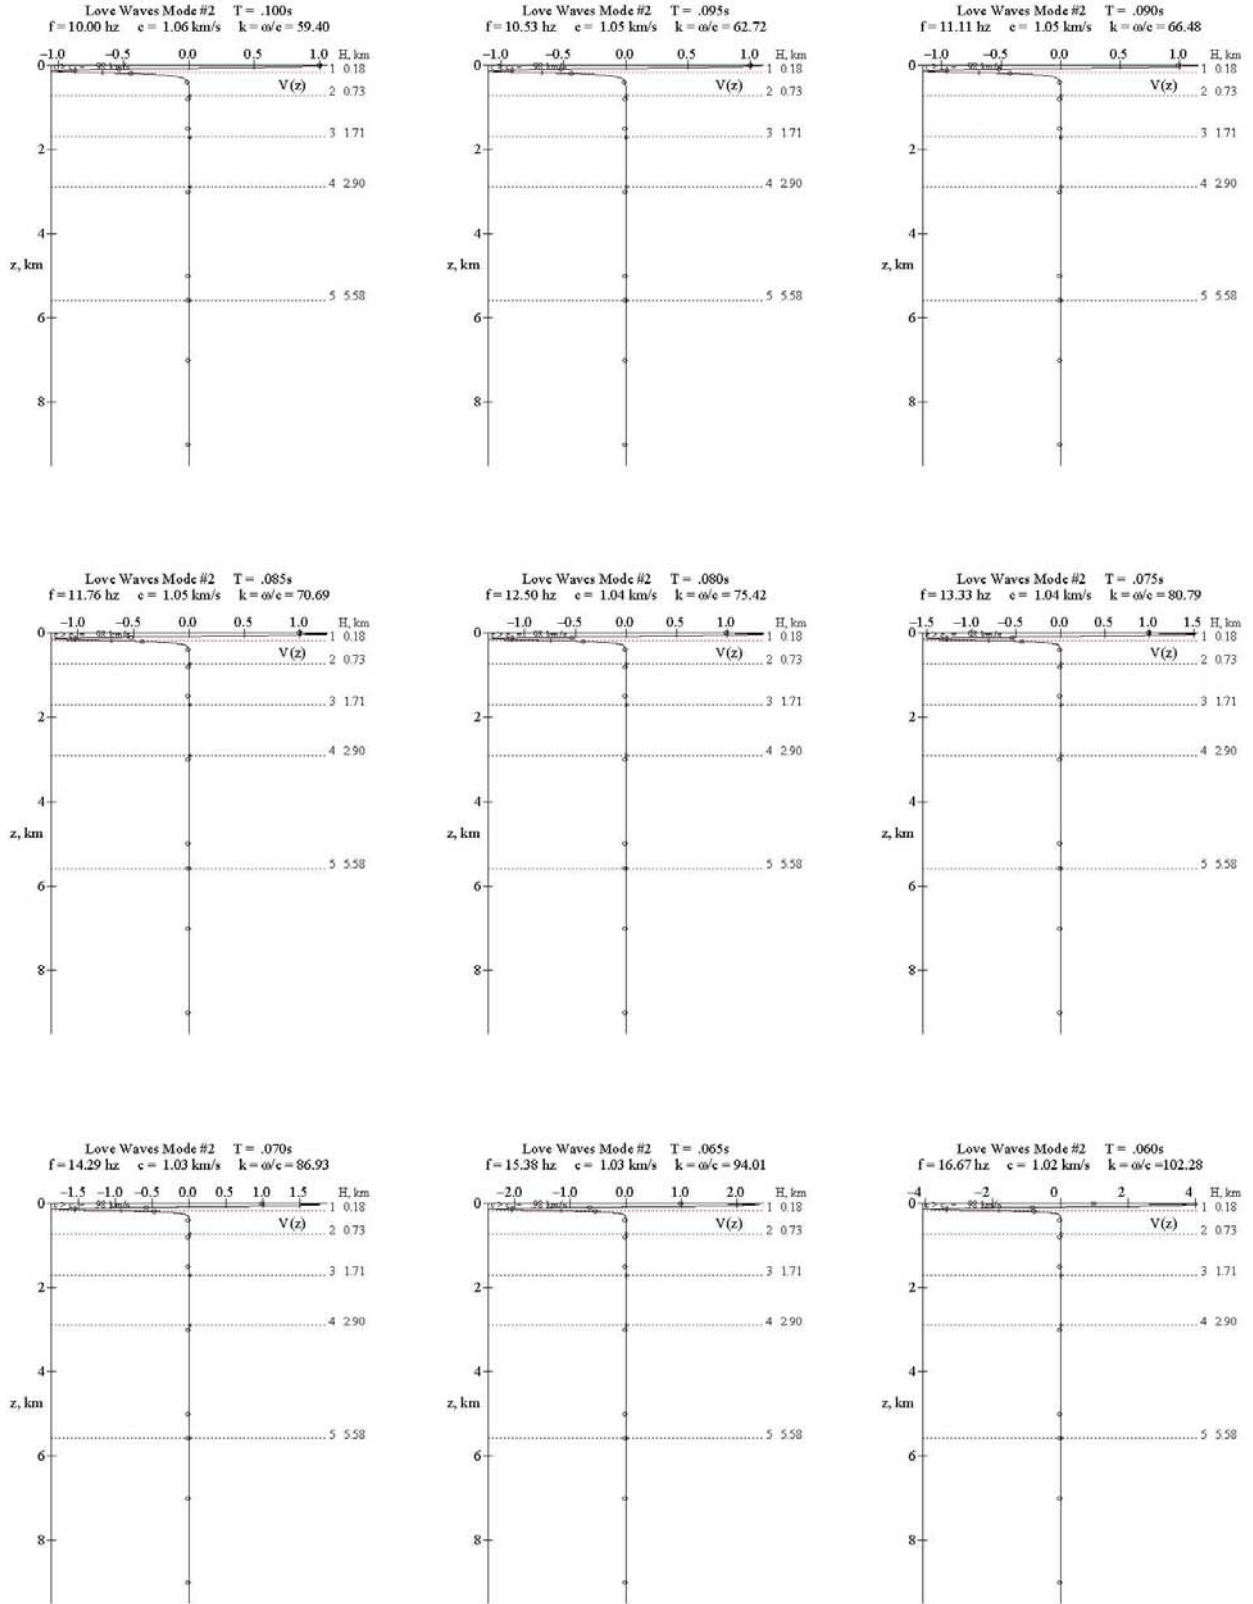 Love Waves Mode #2 T = .100s
f = 10.00 hz c = 1.06 km/s k = ω/c = 59.40
−1.0 −0.5 0.0 0.5 1.0 H, km
0
1 0.18
V(z)
2 0.73
3 1.71
2
4 2.90
4
z, km
5 5.58
6
8
Love Waves Mode #2 T = .095s
f = 10.53 hz c = 1.05 km/s k = ω/c = 62.72
−1.0 −0.5 0.0 0.5 1.0 H, km
0
1 0.18
V(z)
2 0.73
3 1.71
2
4 2.90
4
z, km
5 5.58
6
8
Love Waves Mode #2 T = .090s
f = 11.11 hz c = 1.05 km/s k = ω/c = 66.48
−1.0 −0.5 0.0 0.5 1.0 H, km
0
1 0.18
V(z)
2 0.73
3 1.71
2
4 2.90
4
z, km
5 5.58
6
8
Love Waves Mode #2 T = .085s
f = 11.76 hz c = 1.05 km/s k = ω/c = 70.69
−1.0 −0.5 0.0 0.5 1.0 H, km
0
1 0.18
V(z)
2 0.73
3 1.71
2
4 2.90
4
z, km
5 5.58
6
8
Love Waves Mode #2 T = .080s
f = 12.50 hz c = 1.04 km/s k = ω/c = 75.42
−1.0 −0.5 0.0 0.5 1.0 H, km
0
1 0.18
V(z)
2 0.73
3 1.71
2
4 2.90
4
z, km
5 5.58
6
8
Love Waves Mode #2 T = .075s
f = 13.33 hz c = 1.04 km/s k = ω/c = 80.79
−1.5 −1.0 −0.5 0.0 0.5 1.0 1.5 H, km
0
1 0.18
V(z)
2 0.73
3 1.71
2
4 2.90
4
z, km
5 5.58
6
8
Love Waves Mode #2 T = .070s
f = 14.29 hz c = 1.03 km/s k = ω/c = 86.93
−1.5 −1.0 −0.5 0.0 0.5 1.0 1.5 H, km
0
1 0.18
V(z)
2 0.73
3 1.71
2
4 2.90
4
z, km
5 5.58
6
8
Love Waves Mode #2 T = .065s
f = 15.38 hz c = 1.03 km/s k = ω/c = 94.01
−2.0 −1.0 0.0 1.0 2.0 H, km
0
1 0.18
V(z)
2 0.73
3 1.71
2
4 2.90
4
z, km
5 5.58
6
8
Love Waves Mode #2 T = .060s
f = 16.67 hz c = 1.02 km/s k = ω/c = 102.28
−4 −2 0 2 4 H, km
0
1 0.18
V(z)
2 0.73
3 1.71
2
4 2.90
4
z, km
5 5.58
6
8